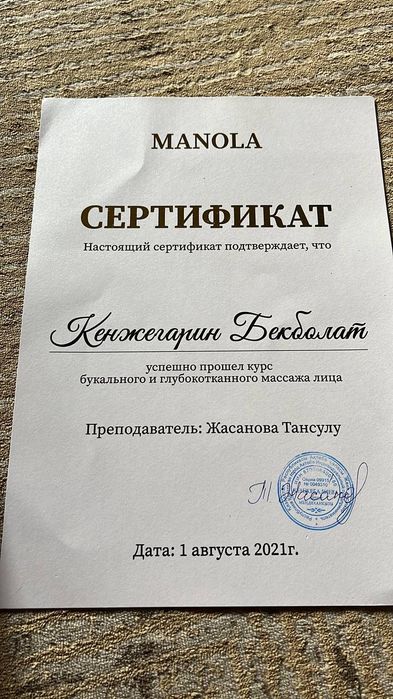 MANOLA
СЕРТИФИКАТ
Настоящий сертификат подтверждает, что
Кенжегарин Бекболат
успешно прошел курс
букального и глубокотканного массажа лица
Преподаватель: Жасанова Тансулу
Дата: 1 августа 2021г.